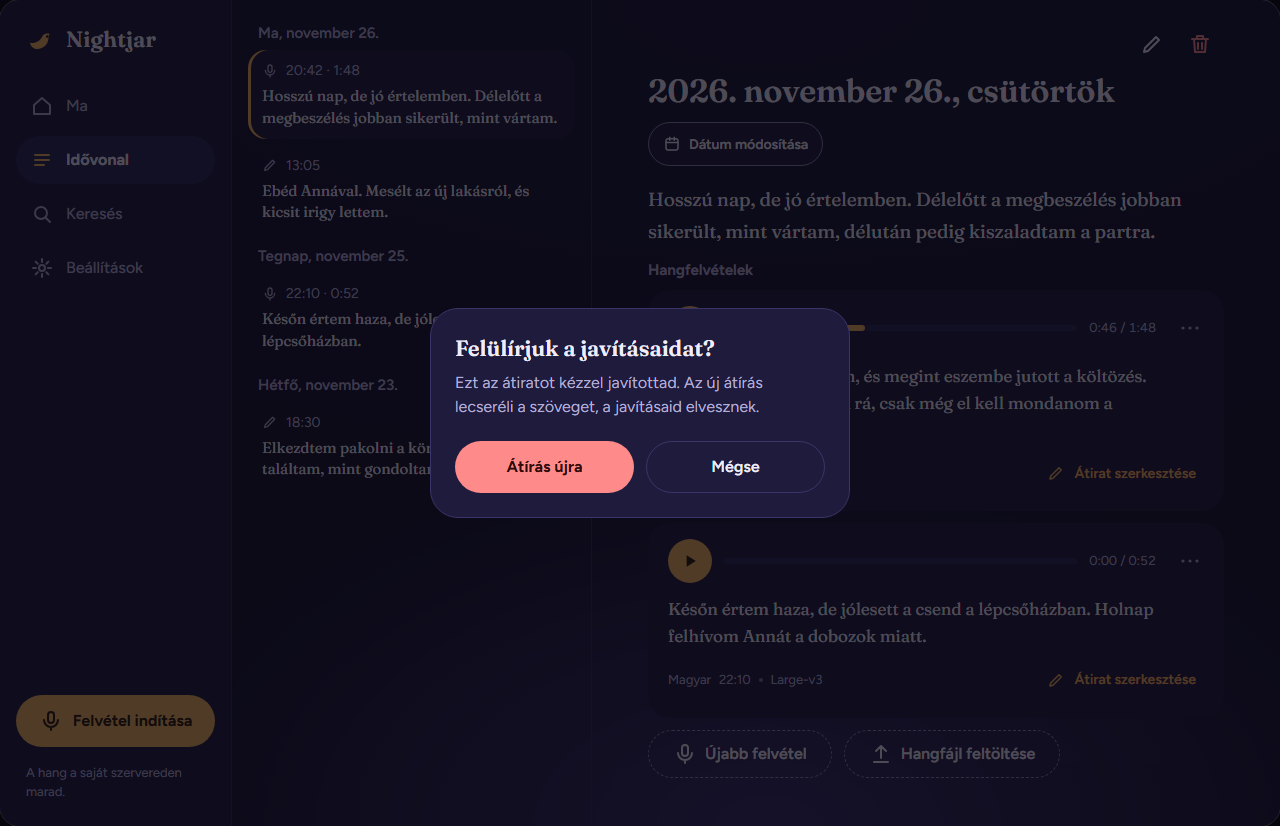 Nightjar
Ma
Idővonal
Keresés
Beállítások
Felvétel indítása
A hang a saját szervereden
marad.
Ma, november 26.
20:42 · 1:48
Hosszú nap, de jó értelemben. Délelőtt a
megbeszélés jobban sikerült, mint vártam.
13:05
Ebéd Annával. Mesélt az új lakásról, és
kicsit irigy lettem.
Tegnap, november 25.
22:10 · 0:52
Későn értem haza, de
lépcsőházban.
Hétfő, november 23.
18:30
Elkezdtem pakolni a
találtam, mint
2026. november 26., csütörtök
Dátum módosítása
Hosszú nap, de jó értelemben. Délelőtt a megbeszélés jobban
sikerült, mint vártam, délután pedig kiszaladtam a partra.
Hangfelvételek
0:46 / 1:48
és megint eszembe jutott a költözés.
rá, csak még el kell mondanom a
Átirat szerkesztése
Felülírjuk a javításaidat?
Ezt az átiratot kézzel javítottad. Az új átírás
lecseréli a szöveget, a javításaid elvesznek.
Átírás újra
Mégse
0:00 / 0:52
Későn értem haza, de jólesett a csend a lépcsőházban. Holnap
felhívom Annát a dobozok miatt.
Magyar 22:10 • Large-v3
Átirat szerkesztése
Újabb felvétel
Hangfájl feltöltése